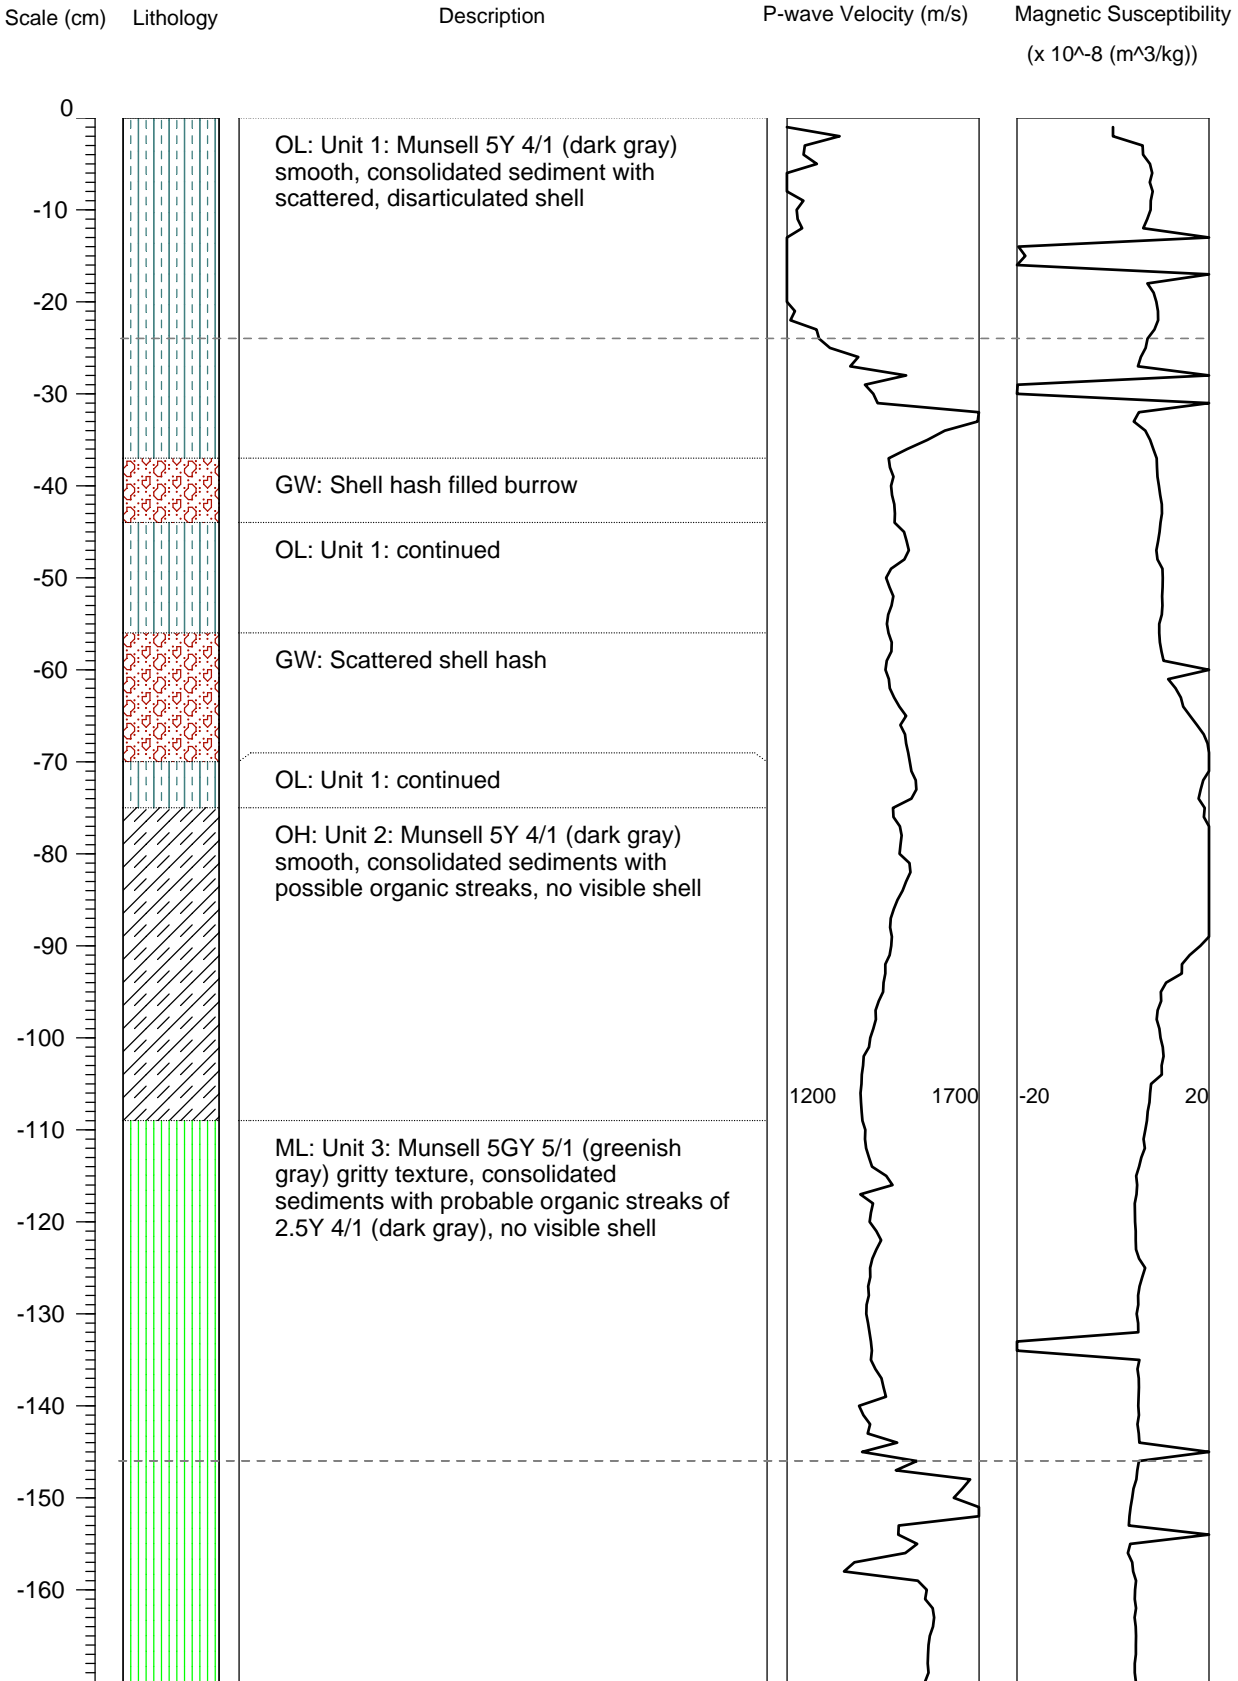 Scale (cm) Lithology Description P-wave Velocity (m/s) Magnetic Susceptibility
(x 10^-8 (m^3/kg))
0
OL: Unit 1: Munsell 5Y 4/1 (dark gray)
smooth, consolidated sediment with
scattered, disarticulated shell
-10
-20
-30
-40
GW: Shell hash filled burrow
OL: Unit 1: continued
-50
GW: Scattered shell hash
-60
-70
OL: Unit 1: continued
OH: Unit 2: Munsell 5Y 4/1 (dark gray)
-80
smooth, consolidated sediments with
possible organic streaks, no visible shell
-90
-100
1200 1700 -20 20
-110
ML: Unit 3: Munsell 5GY 5/1 (greenish
gray) gritty texture, consolidated
sediments with probable organic streaks of
2.5Y 4/1 (dark gray), no visible shell
-120
-130
-140
-150
-160